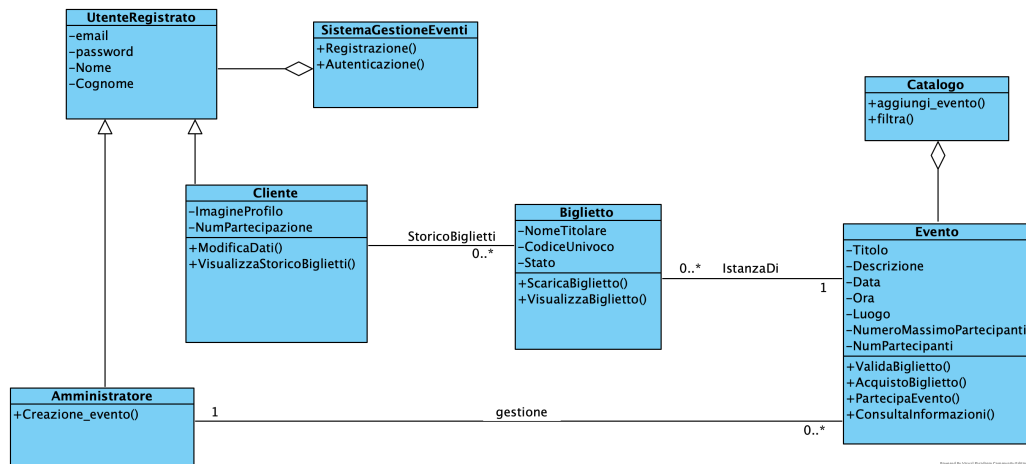 UtenteRegistrato
-email
-password
-Nome
-Cognome
SistemaGestioneEventi
+Registrazione()
+Autenticazione()
Catalogo
+aggiungi_evento()
+filtra()
Cliente
-ImagineProfilo
-NumPartecipazione
+ModificaDati()
+VisualizzaStoricoBiglietti()
StoricoBiglietti
0..*
Biglietto
-NomeTitolare
-CodiceUnivoco
-Stato
+ScaricaBiglietto()
+VisualizzaBiglietto()
0..*
IstanzaDi
1
Evento
-Titolo
-Descrizione
-Data
-Ora
-Luogo
-NumeroMassimoPartecipanti
-NumPartecipanti
+ValidaBiglietto()
+AcquistoBiglietto()
+PartecipaEvento()
+ConsultaInformazioni()
Amministratore
+Creazione_evento()
1
gestione
0..*